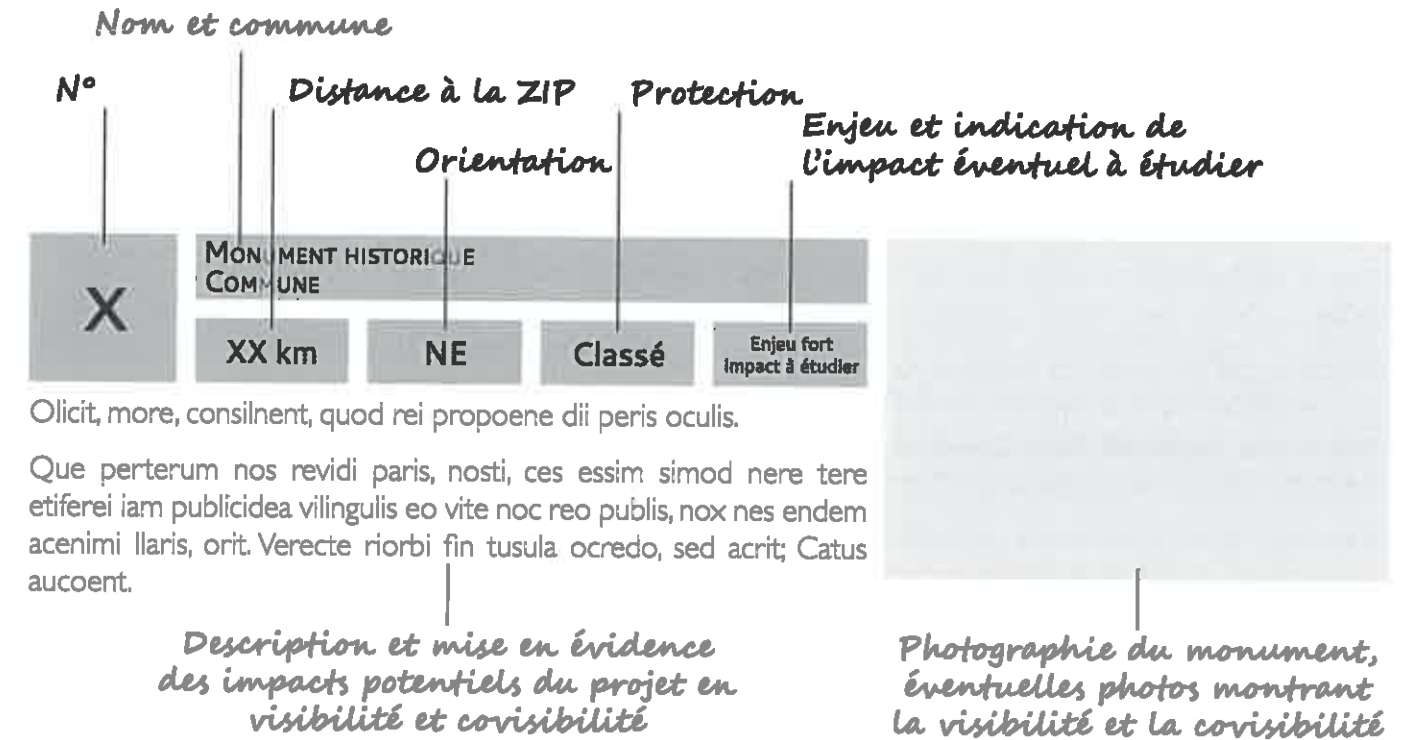 Nom et commune
N°
Distance à la ZIP
Protection
Enjeu et indication de
l'impact éventuel à étudier
Orientation
X
MONUMENT HISTORIQUE
COMMUNE
XX km
NE
Classé
Enjeu fort
impact à étudier
Olicit, more, consilnent, quod rei propoene dii peris oculis.
Que perterum nos revidi paris, nosti, ces essim simod nere tere
etiferei iam publicidea vilingulis eo vite noc reo publis, nox nes endem
acenimi llaris, orit. Verecte riorbi fin tusula ocredo, sed acrit; Catus
aucoent.
Description et mise en évidence
des impacts potentiels du projet en
visibilité et covisibilité
Photographie du monument,
éventuelles photos montrant
la visibilité et la covisibilité